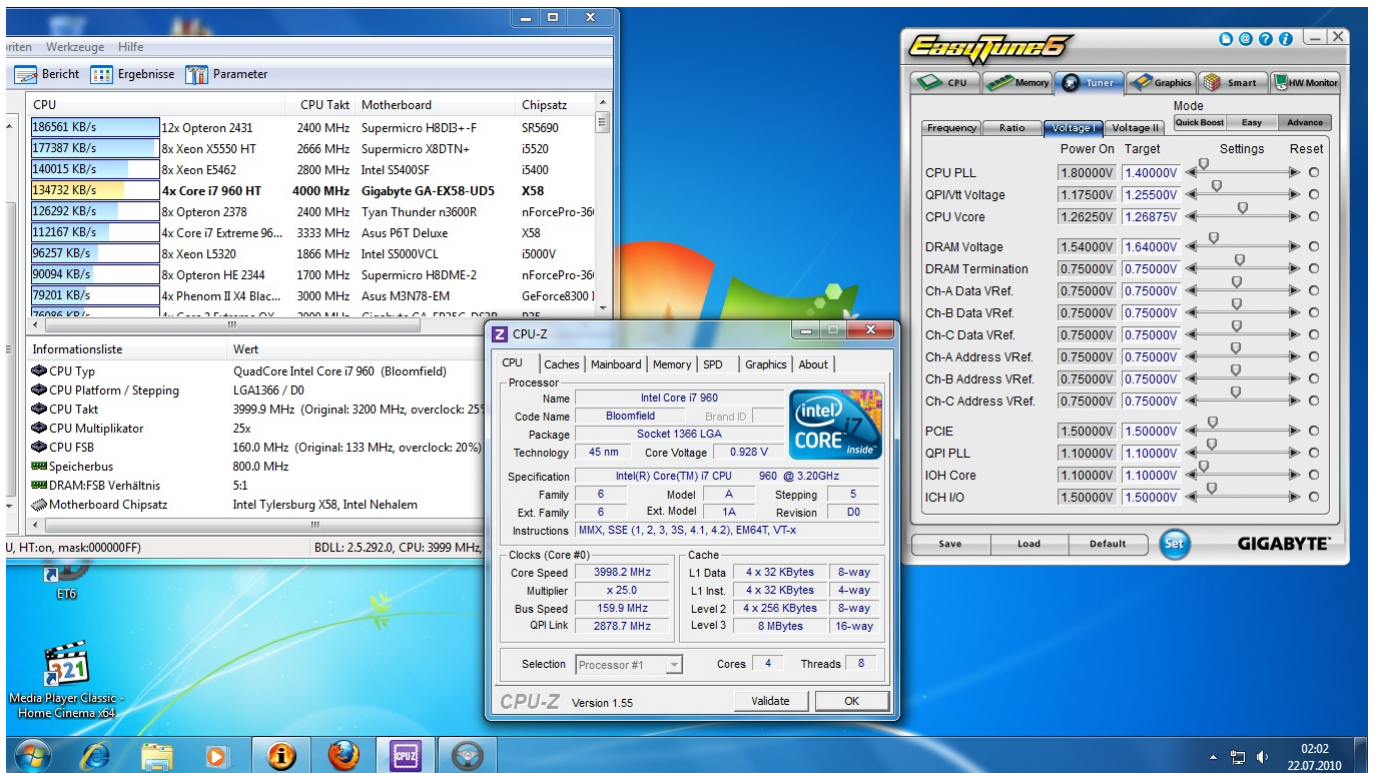 riten Werkzeuge Hilfe
Bericht Ergebnisse Parameter
CPU CPU Takt Motherboard Chipsatz
186561 KB/s 12x Opteron 2431 2400 MHz Supermicro H8DI3+-F SR5690
177387 KB/s 8x Xeon X5550 HT 2666 MHz Supermicro X8DTN+ i5520
140015 KB/s 8x Xeon E5462 2800 MHz Intel S5400SF i5400
134732 KB/s 4x Core i7 960 HT 4000 MHz Gigabyte GA-EX58-UD5 X58
126292 KB/s 8x Opteron 2378 2400 MHz Tyan Thunder n3600R nForcePro-36
112167 KB/s 4x Core i7 Extreme 96... 3333 MHz Asus P6T Deluxe X58
96257 KB/s 8x Xeon L5320 1866 MHz Intel S5000VCL i5000V
90094 KB/s 8x Opteron HE 2344 1700 MHz Supermicro H8DME-2 nForcePro-36
79201 KB/s 4x Phenom II X4 Blac... 3000 MHz Asus M3N78-EM GeForce8300
Informationsliste Wert
CPU Typ QuadCore Intel Core i7 960 (Bloomfield)
CPU Platform / Stepping LGA1366 / D0
CPU Takt 3999.9 MHz (Original: 3200 MHz, overclock: 25
CPU Multiplikator 25x
CPU FSB 160.0 MHz (Original: 133 MHz, overclock: 20%)
Speicherbus 800.0 MHz
DRAM:FSB Verhältnis 5:1
Motherboard Chipsatz Intel Tylersburg X58, Intel Nehalem
U, HT:on, mask:000000FF) BDLL: 2.5.292.0, CPU: 3999 MHz,
ET6
321
Media Player Classic -
Home Cinema x64
CPU-Z
CPU Caches Mainboard Memory SPD Graphics About
Processor
Name Intel Core i7 960
Code Name Bloomfield Brand ID
Package Socket 1366 LGA
Technology 45 nm Core Voltage 0.928 V
intel
CORE i7
inside
Specification Intel(R) Core(TM) i7 CPU 960 @ 3.20GHz
Family 6 Model A Stepping 5
Ext. Family 6 Ext. Model 1A Revision D0
Instructions MMX, SSE (1, 2, 3, 3S, 4.1, 4.2), EM64T, VT-x
Clocks (Core #0)
Core Speed 3998.2 MHz
Multiplier x 25.0
Bus Speed 159.9 MHz
QPI Link 2878.7 MHz
Cache
L1 Data 4 x 32 KBytes 8-way
L1 Inst. 4 x 32 KBytes 4-way
Level 2 4 x 256 KBytes 8-way
Level 3 8 MBytes 16-way
Selection Processor #1 Cores 4 Threads 8
CPU-Z Version 1.55 Validate OK
EasyTune6
CPU Memory Tuner Graphics Smart HW Monitor
Mode
Frequency Ratio Voltage I Voltage II Quick Boost Easy Advance
Power On Target Settings Reset
CPU PLL 1.80000V 1.40000V
QPI/Vtt Voltage 1.17500V 1.25500V
CPU Vcore 1.26250V 1.26875V
DRAM Voltage 1.54000V 1.64000V
DRAM Termination 0.75000V 0.75000V
Ch-A Data VRef. 0.75000V 0.75000V
Ch-B Data VRef. 0.75000V 0.75000V
Ch-C Data VRef. 0.75000V 0.75000V
Ch-A Address VRef. 0.75000V 0.75000V
Ch-B Address VRef. 0.75000V 0.75000V
Ch-C Address VRef. 0.75000V 0.75000V
PCIE 1.50000V 1.50000V
QPI PLL 1.10000V 1.10000V
IOH Core 1.10000V 1.10000V
ICH I/O 1.50000V 1.50000V
Save Load Default Set GIGABYTE
CPUZ
02:02
22.07.2010